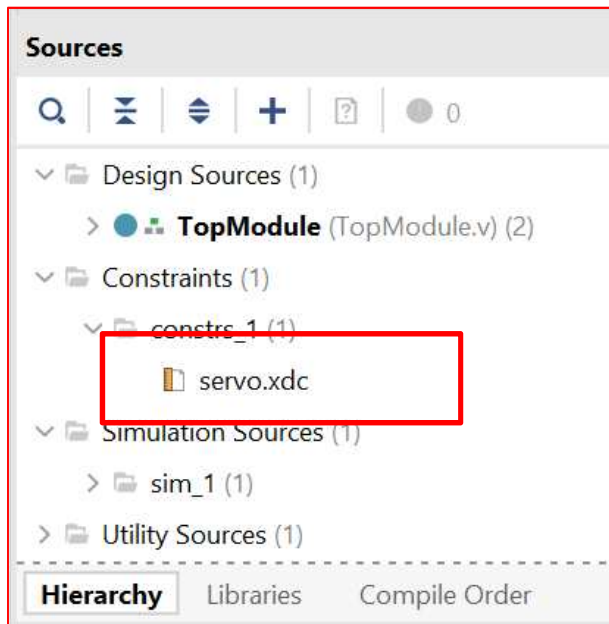 Sources
0
Design Sources (1)
TopModule (TopModule.v) (2)
Constraints (1)
constrs_1 (1)
servo.xdc
Simulation Sources (1)
sim_1 (1)
Utility Sources (1)
Hierarchy Libraries Compile Order